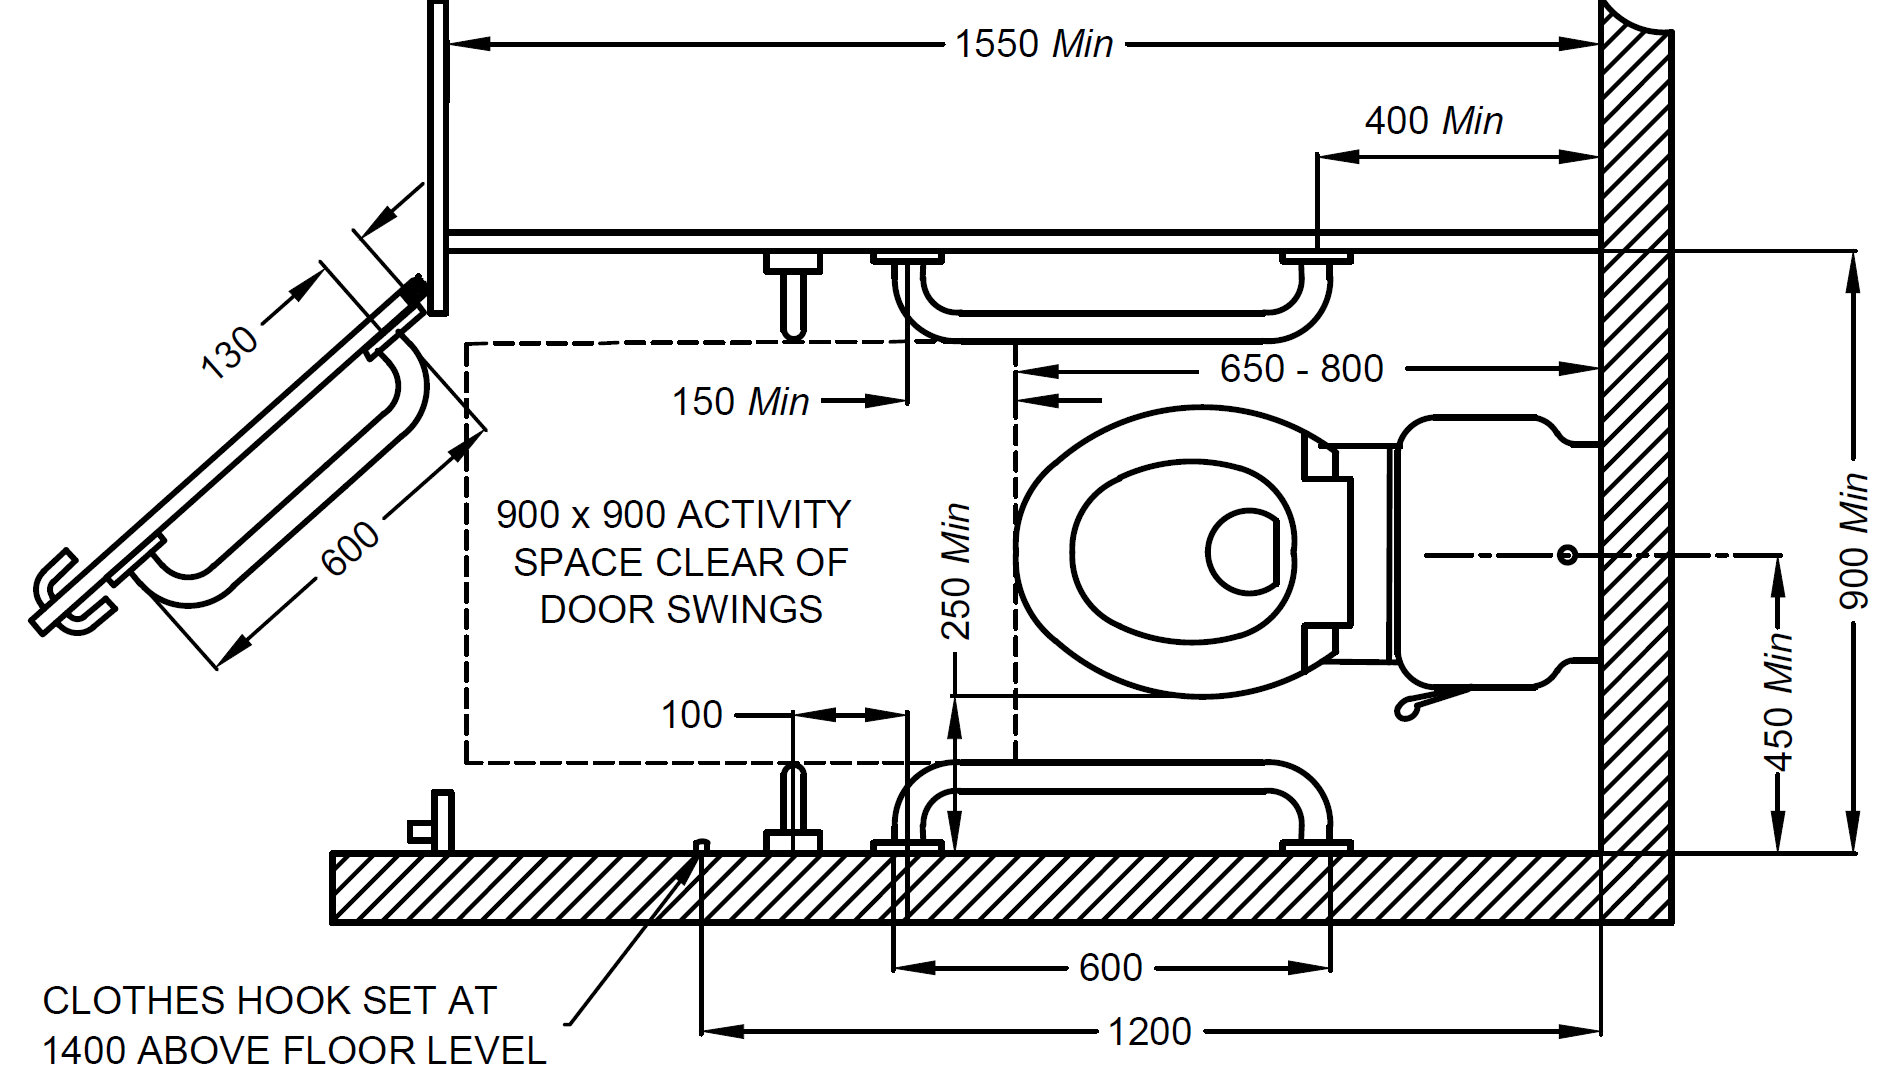 1550 Min
400 Min
130
650 - 800
150 Min
600
900 x 900 ACTIVITY
SPACE CLEAR OF
DOOR SWINGS
250 Min
900 Min
450 Min
100
600
CLOTHES HOOK SET AT
1400 ABOVE FLOOR LEVEL
1200